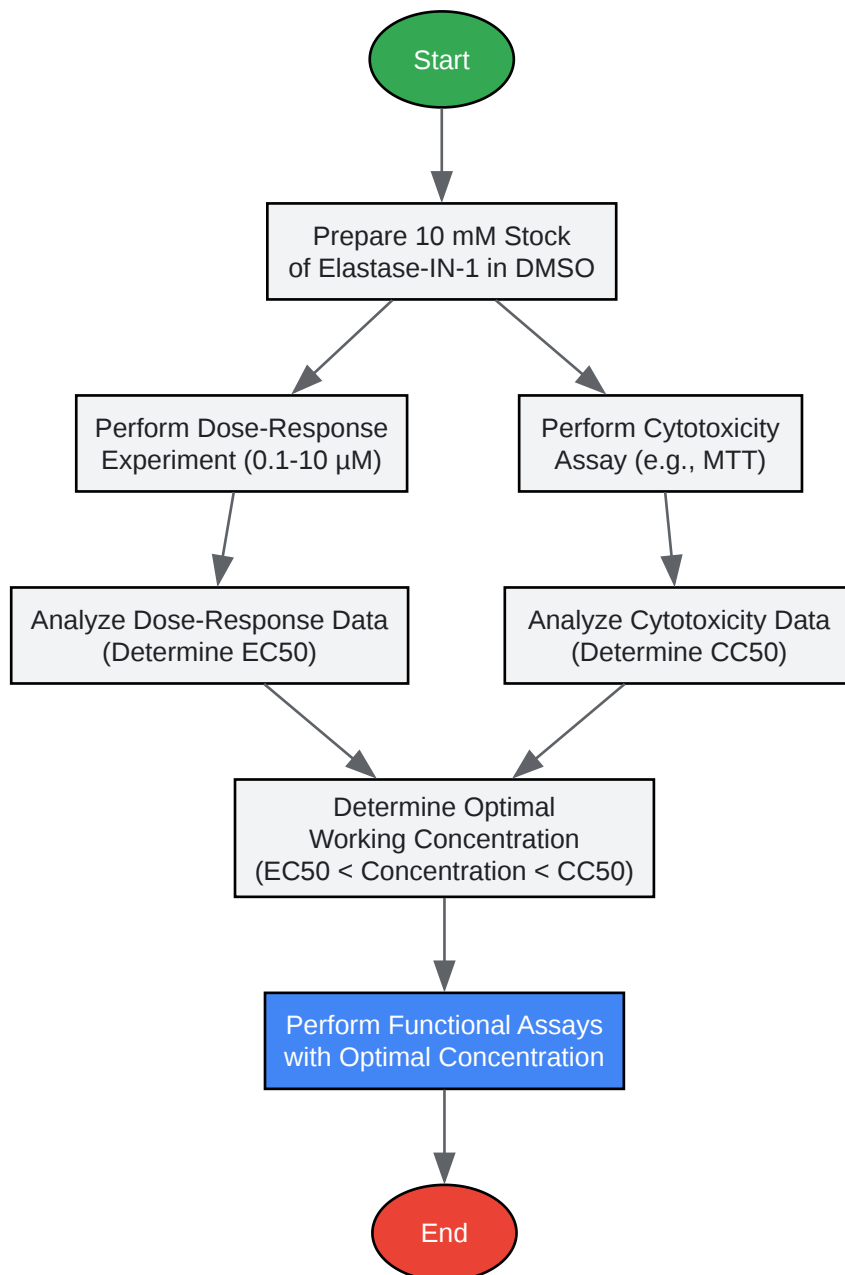 Start
Prepare 10 mM Stock
of Elastase-IN-1 in DMSO
Perform Dose-Response
Experiment (0.1-10 µM)
Perform Cytotoxicity
Assay (e.g., MTT)
Analyze Dose-Response Data
(Determine EC50)
Analyze Cytotoxicity Data
(Determine CC50)
Determine Optimal
Working Concentration
(EC50 < Concentration < CC50)
Perform Functional Assays
with Optimal Concentration
End